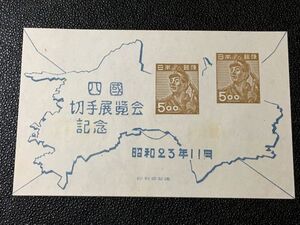 四國
切手展覧会
記念
日本郵便
5.00
日本郵便
5.00
昭和23年11月